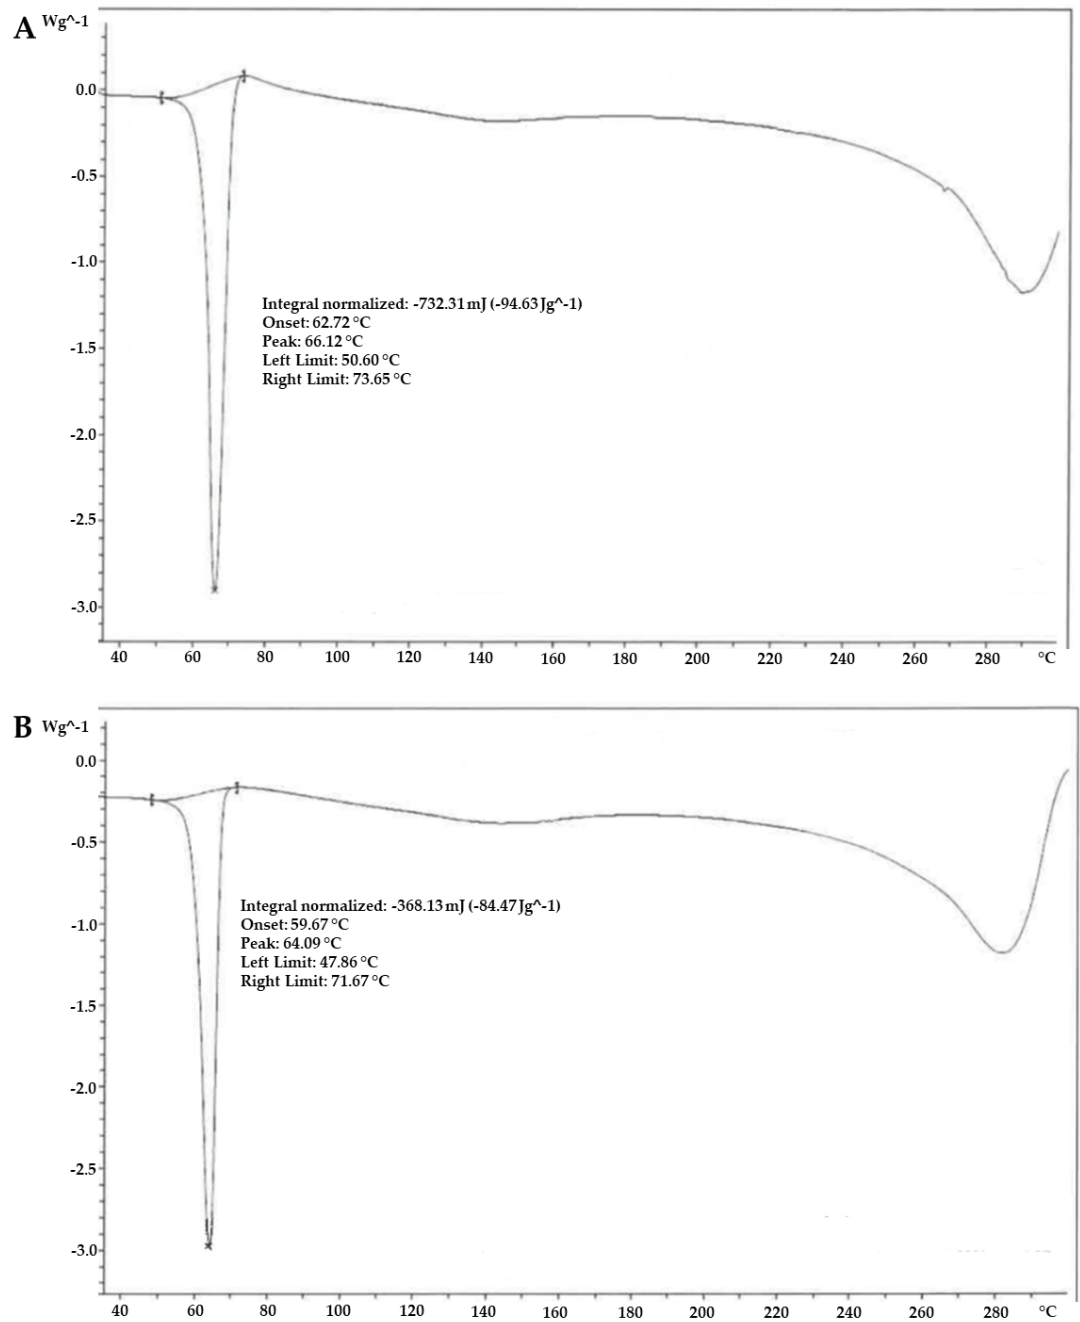 A Wg^-1
0.0
-0.5
-1.0
-1.5
-2.0
-2.5
-3.0
Integral normalized: -732.31 mJ (-94.63 Jg^-1)
Onset: 62.72 °C
Peak: 66.12 °C
Left Limit: 50.60 °C
Right Limit: 73.65 °C
40 60 80 100 120 140 160 180 200 220 240 260 280 °C
B Wg^-1
0.0
-0.5
-1.0
-1.5
-2.0
-2.5
-3.0
Integral normalized: -368.13 mJ (-84.47 Jg^-1)
Onset: 59.67 °C
Peak: 64.09 °C
Left Limit: 47.86 °C
Right Limit: 71.67 °C
40 60 80 100 120 140 160 180 200 220 240 260 280 °C